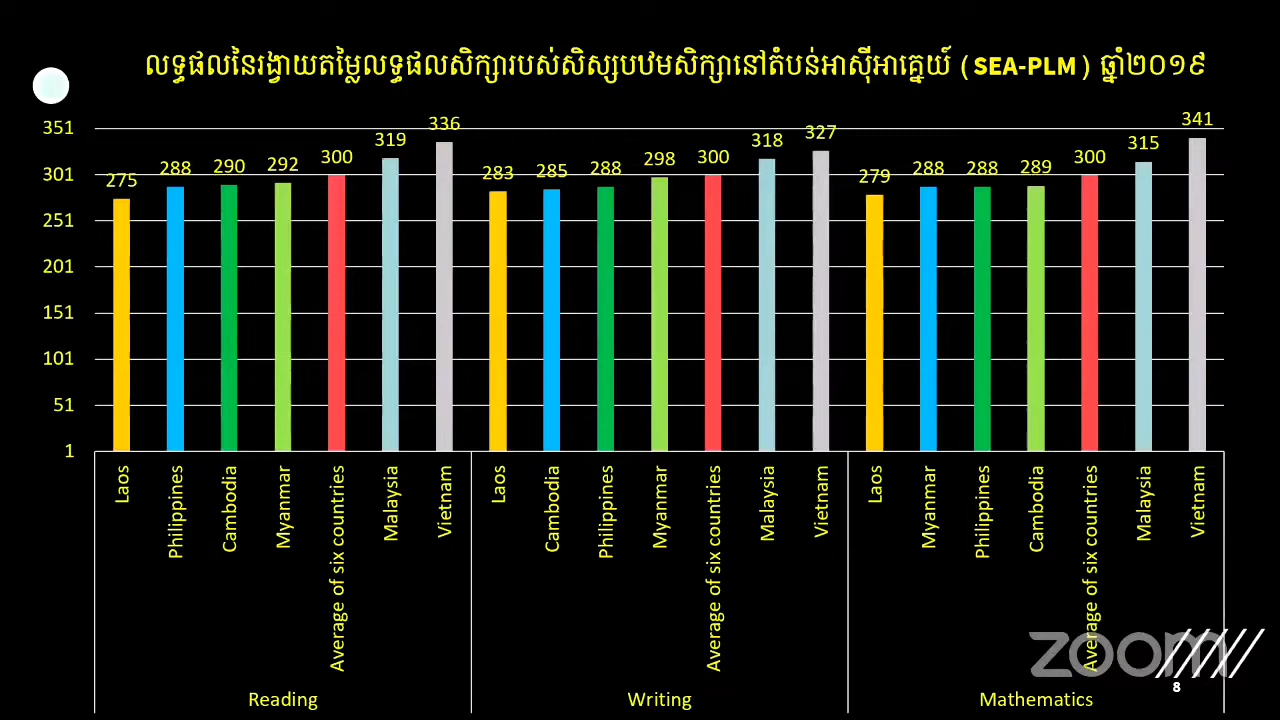 លទ្ធផលនៃរង្វាយតម្លៃលទ្ធផលសិក្សារបស់សិស្សបឋមសិក្សានៅតំបន់អាស៊ីអាគ្នេយ៍ ( SEA-PLM ) ឆ្នាំ២០១៩
351
301
251
201
151
101
51
1
275 288 290 292 300 319 336
283 285 288 298 300 318 327
279 288 288 289 300 315 341
Laos
Philippines
Cambodia
Myanmar
Average of six countries
Malaysia
Vietnam
Laos
Cambodia
Philippines
Myanmar
Average of six countries
Malaysia
Vietnam
Laos
Myanmar
Philippines
Cambodia
Average of six countries
Malaysia
Vietnam
Reading
Writing
Mathematics
zoom
8